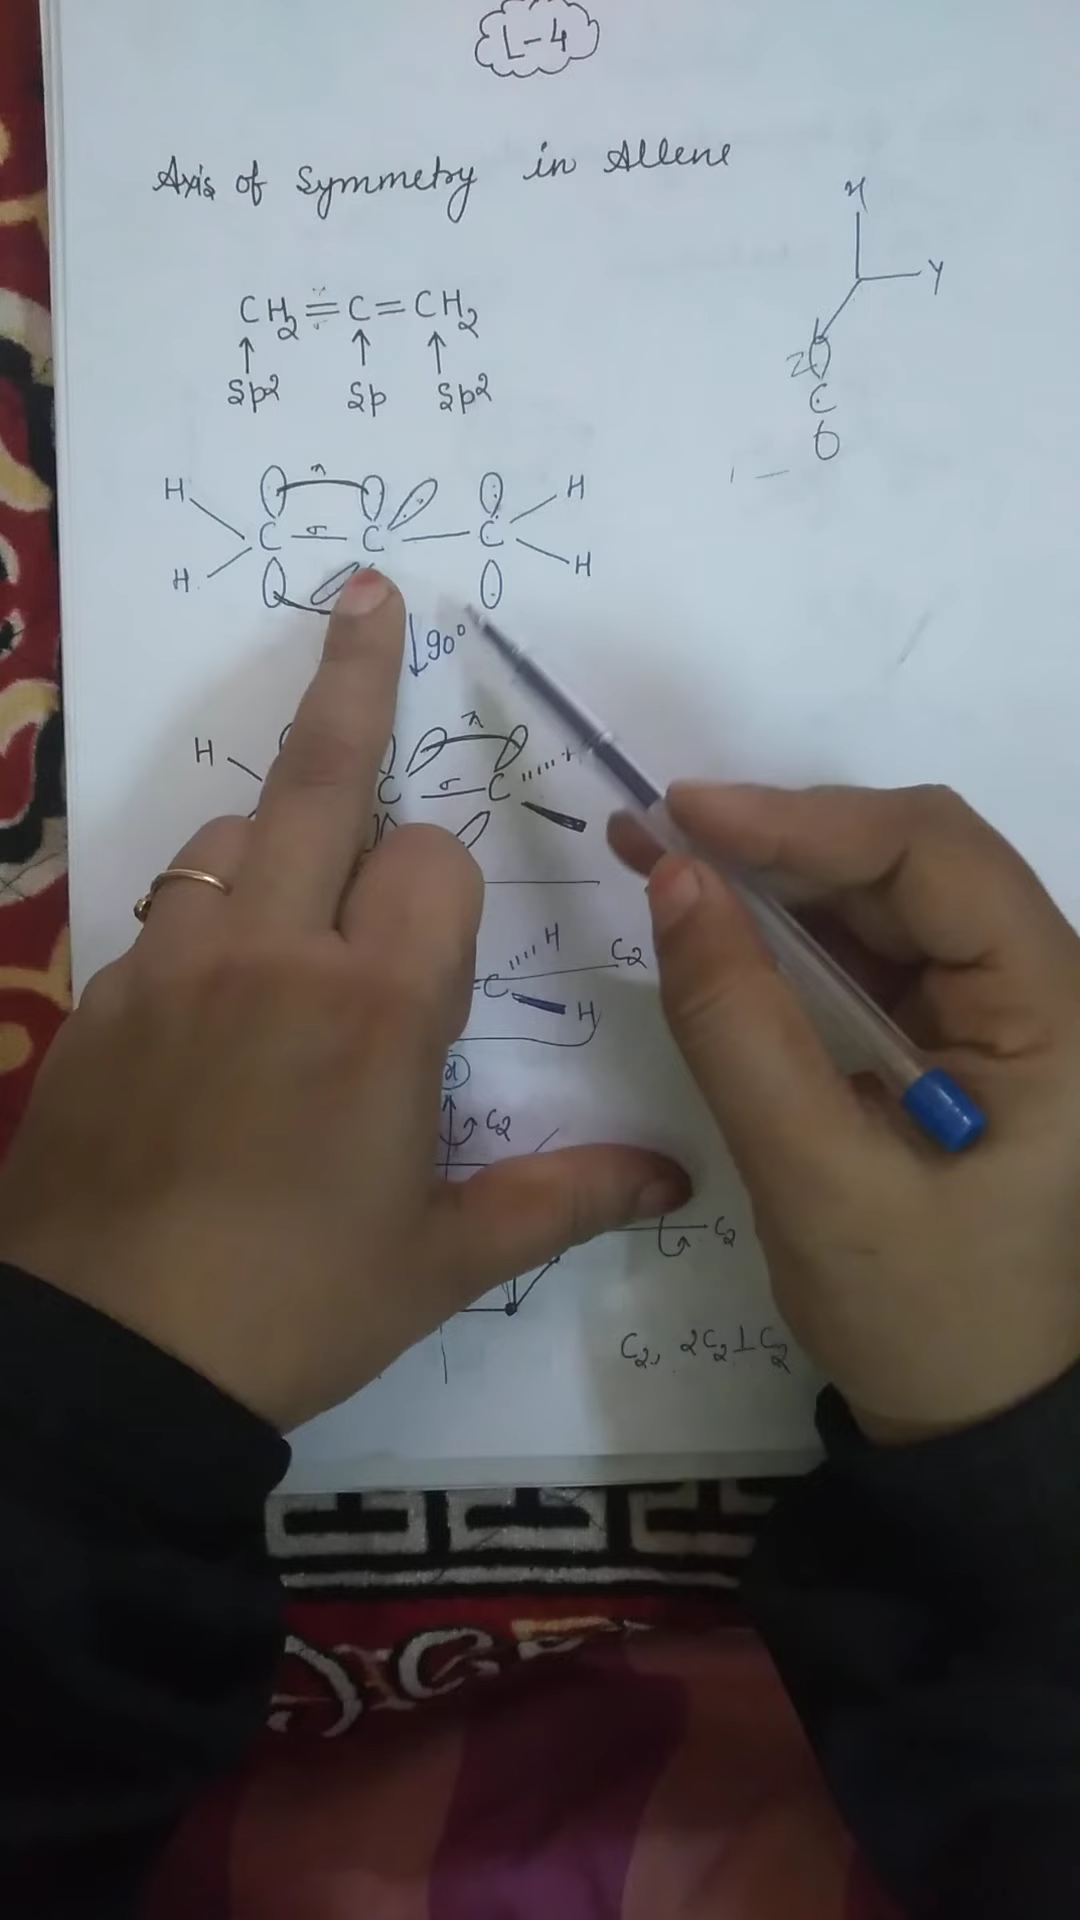 L-4
Axis of Symmetry in Allene
CH2=C=CH2
Sp2 Sp Sp2
X
Y
Z
C
π
H H
C σ C C
H H
90°
π
H
C σ C
H
C2
=C
H
C2
C2
C2, 2C2⊥C2